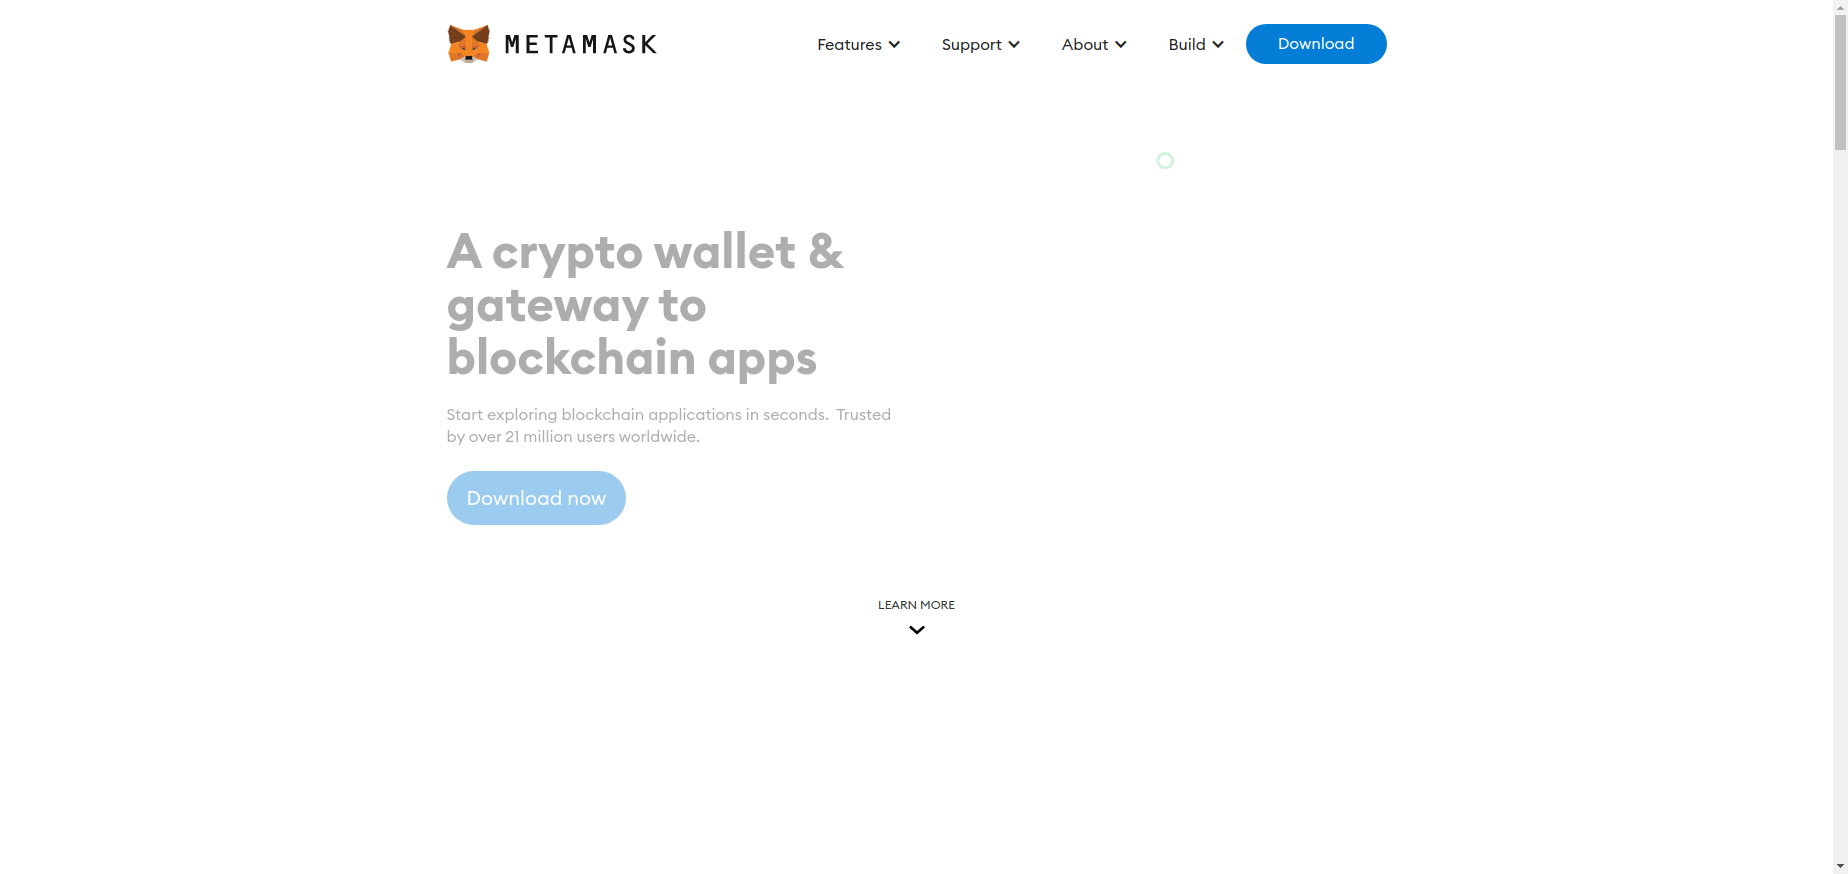 METAMASK
Features
Support
About
Build
Download
A crypto wallet &
gateway to
blockchain apps
Start exploring blockchain applications in seconds.  Trusted
by over 21 million users worldwide.
Download now
LEARN MORE